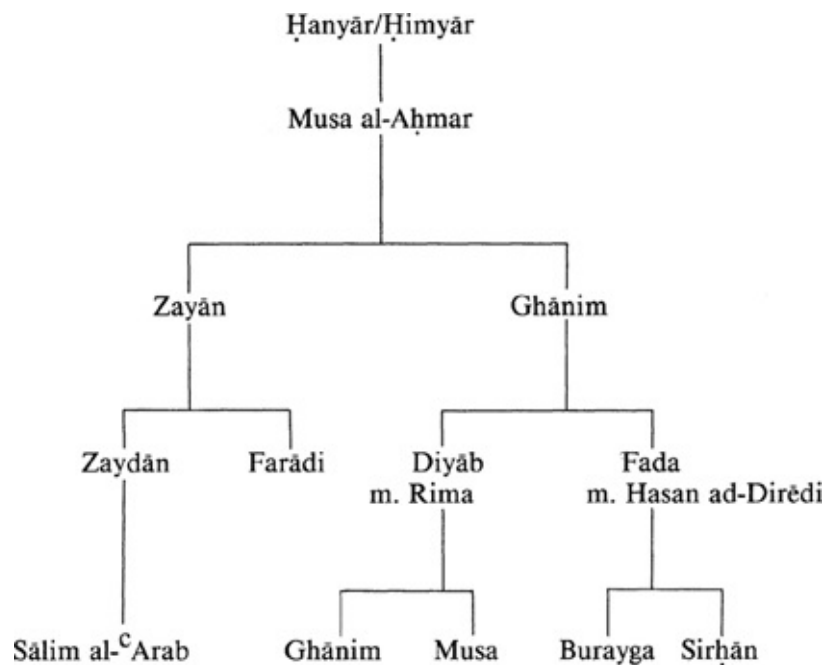 Ḥanyār/Ḥimyār
Musa al-Aḥmar
Zayān Ghānim
Zaydān Farādi Diyāb Fada
m. Rima m. Hasan ad-Dirēdi
Sālim al-ᶜArab Ghānim Musa Burayga Sirḥān